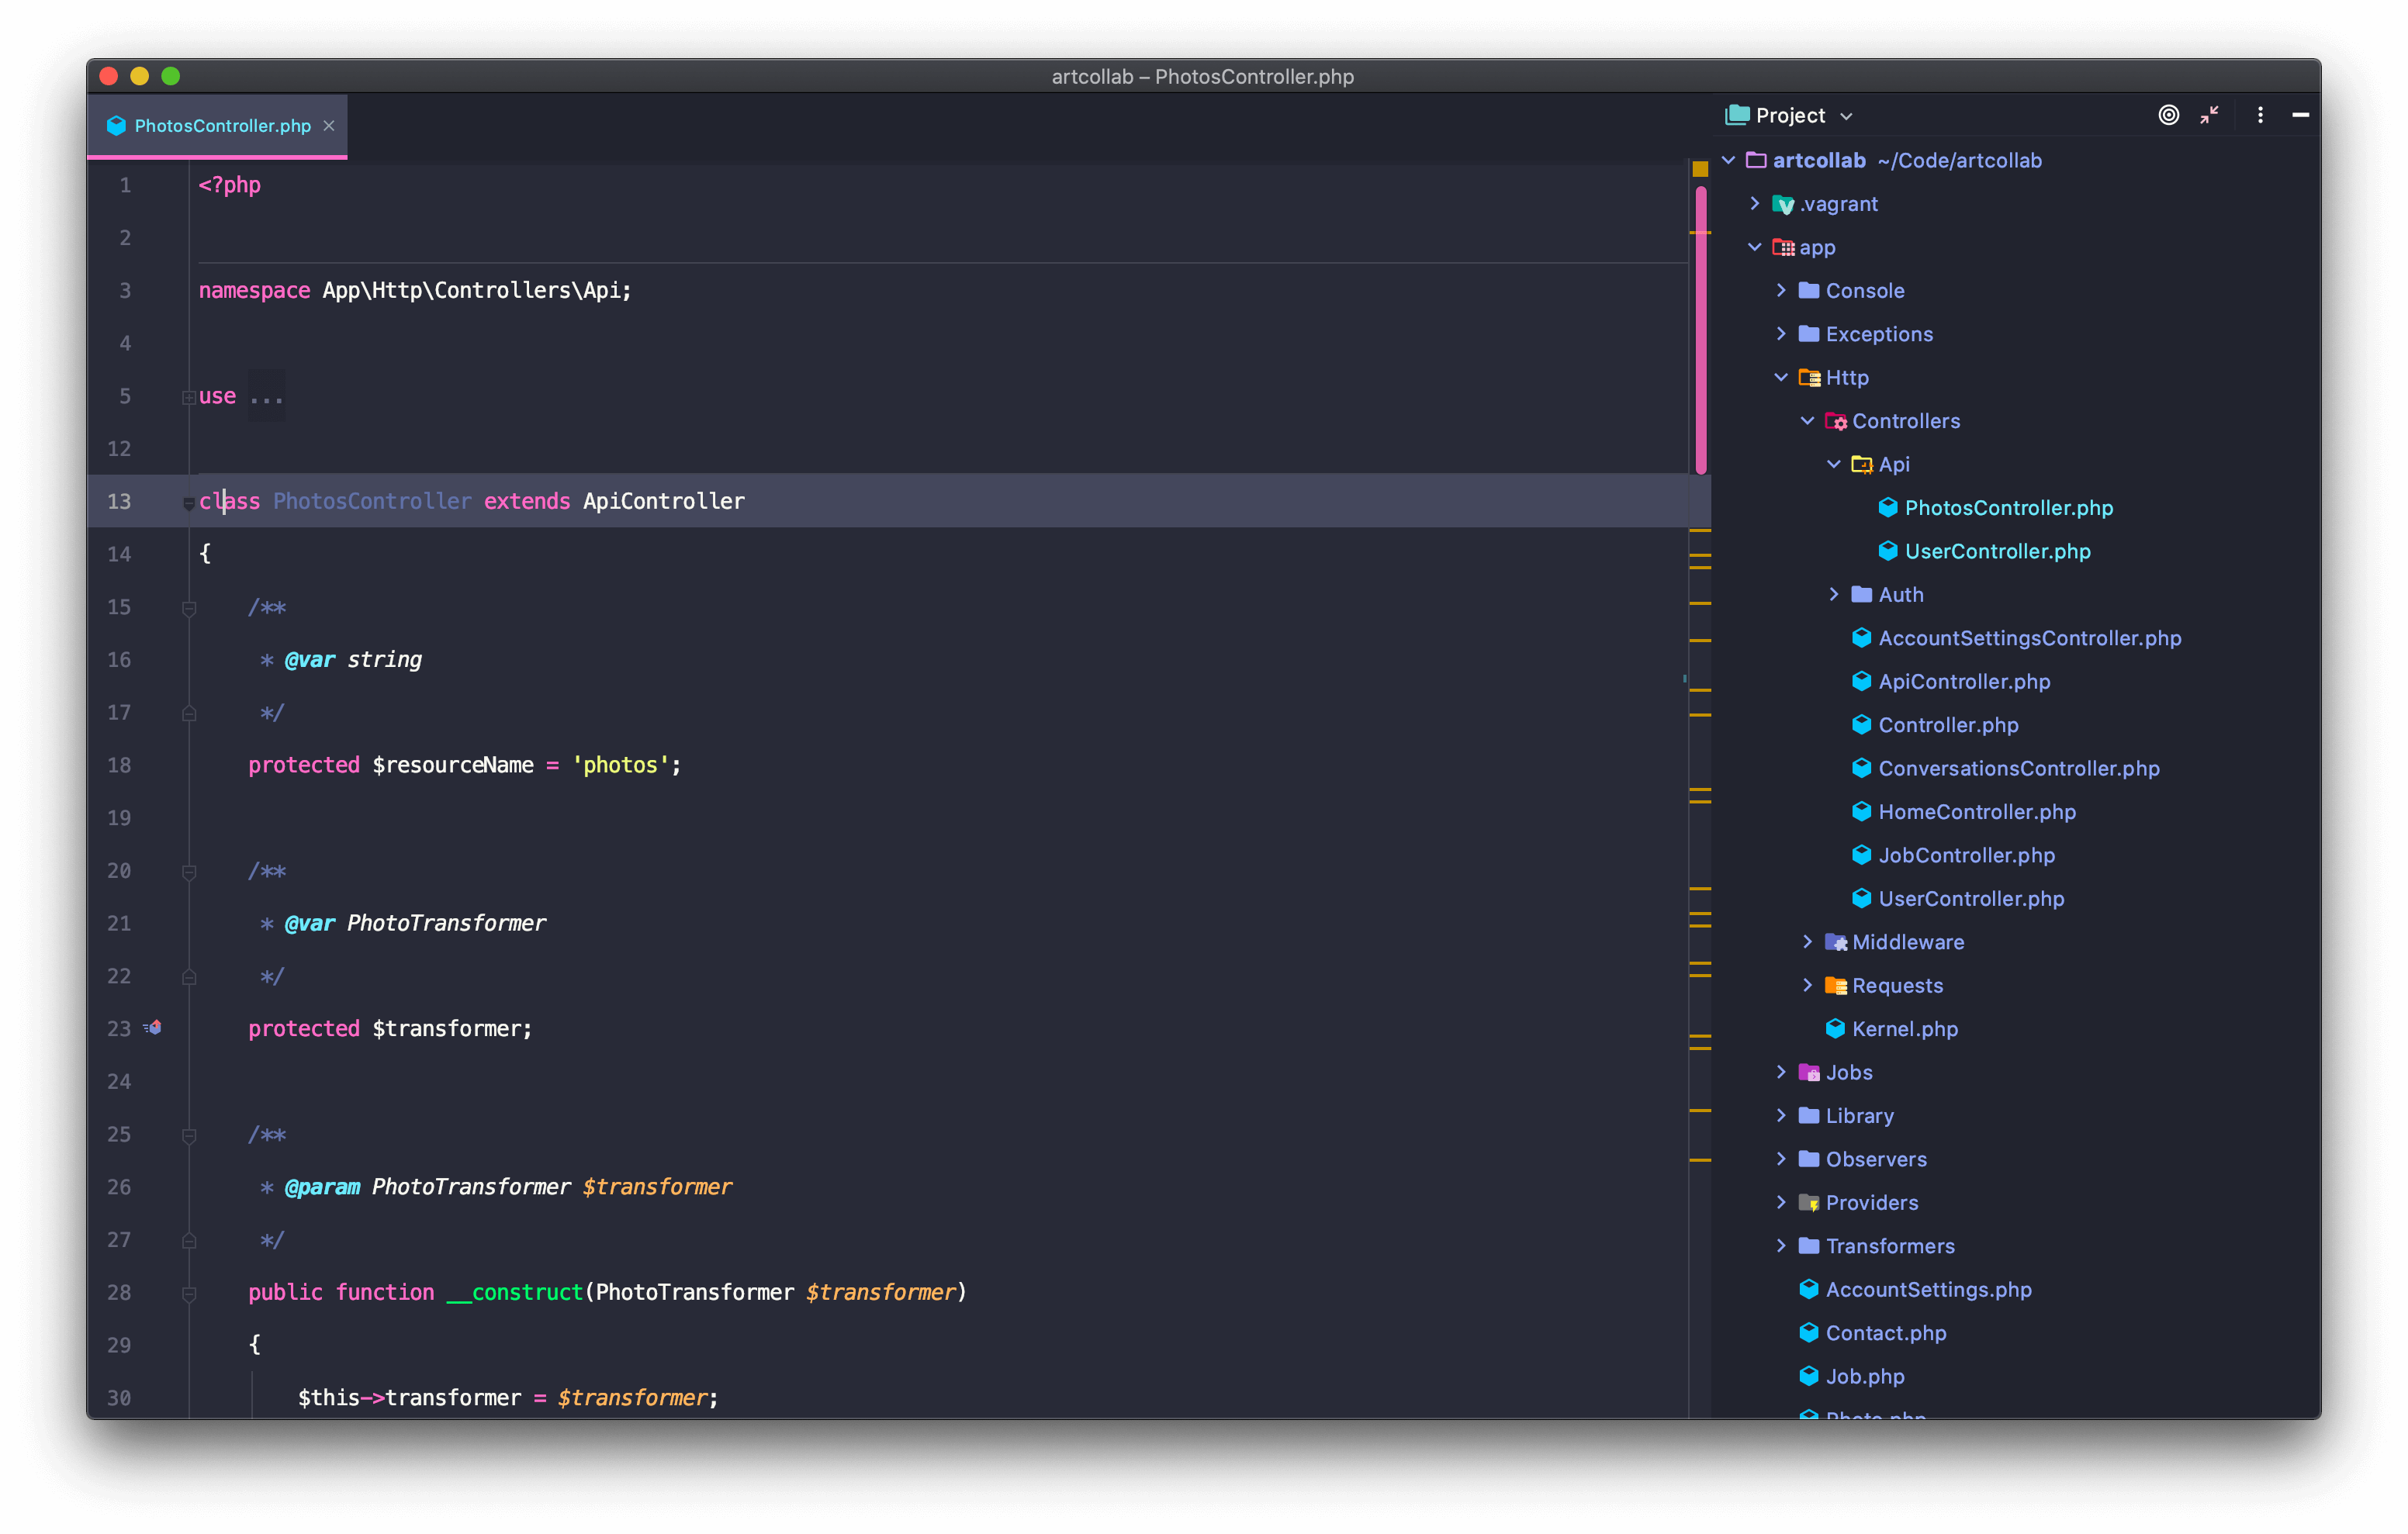 artcollab – PhotosController.php
PhotosController.php
1 <?php
2
3 namespace App\Http\Controllers\Api;
4
5 use ...
12
13 class PhotosController extends ApiController
14 {
15 /**
16 * @var string
17 */
18 protected $resourceName = 'photos';
19
20 /**
21 * @var PhotoTransformer
22 */
23 protected $transformer;
24
25 /**
26 * @param PhotoTransformer $transformer
27 */
28 public function __construct(PhotoTransformer $transformer)
29 {
30 $this->transformer = $transformer;
Project
artcollab ~/Code/artcollab
.vagrant
app
Console
Exceptions
Http
Controllers
Api
PhotosController.php
UserController.php
Auth
AccountSettingsController.php
ApiController.php
Controller.php
ConversationsController.php
HomeController.php
JobController.php
UserController.php
Middleware
Requests
Kernel.php
Jobs
Library
Observers
Providers
Transformers
AccountSettings.php
Contact.php
Job.php
Photo.php